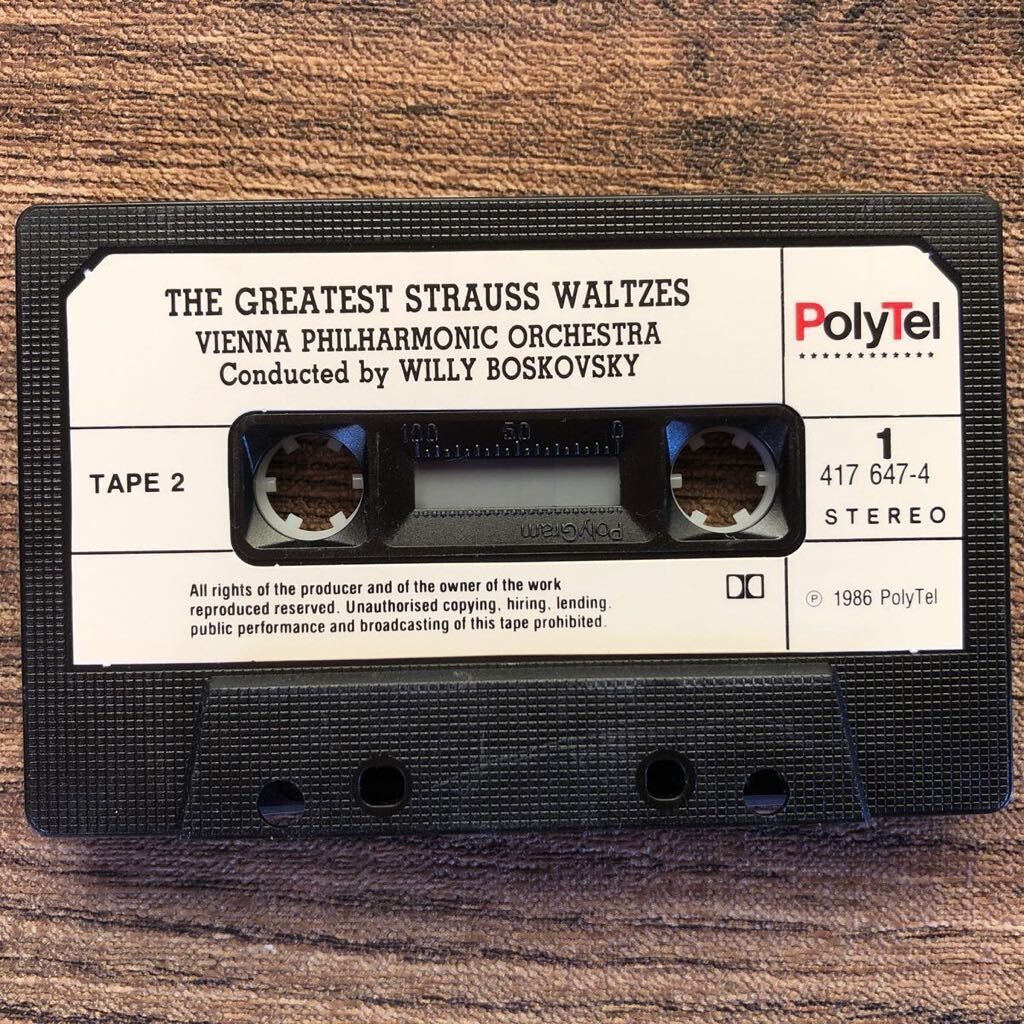 THE GREATEST STRAUSS WALTZES
VIENNA PHILHARMONIC ORCHESTRA
Conducted by WILLY BOSKOVSKY
PolyTel
TAPE 2
100 50 0
PolyGram
1
417 647-4
STEREO
All rights of the producer and of the owner of the work
reproduced reserved. Unauthorised copying, hiring, lending,
public performance and broadcasting of this tape prohibited.
℗ 1986 PolyTel